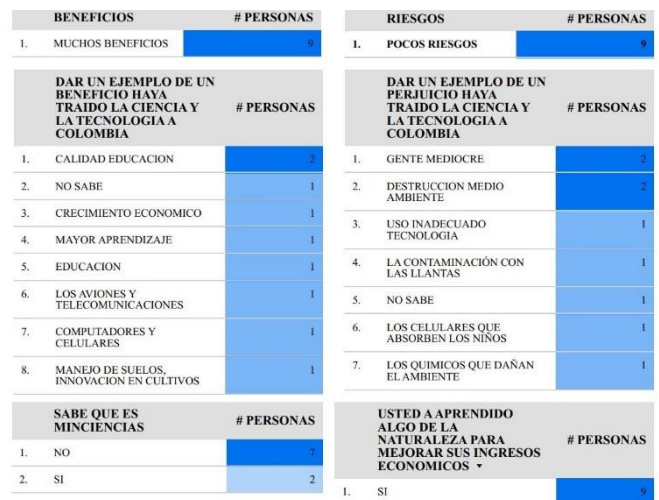 BENEFICIOS # PERSONAS
1. MUCHOS BENEFICIOS 9
DAR UN EJEMPLO DE UN
BENEFICIO HAYA
TRAIDO LA CIENCIA Y # PERSONAS
LA TECNOLOGIA A
COLOMBIA
1. CALIDAD EDUCACION 2
2. NO SABE 1
3. CRECIMIENTO ECONOMICO 1
4. MAYOR APRENDIZAJE 1
5. EDUCACION 1
6. LOS AVIONES Y 1
TELECOMUNICACIONES
7. COMPUTADORES Y 1
CELULARES
8. MANEJO DE SUELOS, 1
INNOVACION EN CULTIVOS
SABE QUE ES
MINCIENCIAS # PERSONAS
1. NO 7
2. SI 2
RIESGOS # PERSONAS
1. POCOS RIESGOS 9
DAR UN EJEMPLO DE UN
PERJUICIO HAYA
TRAIDO LA CIENCIA Y # PERSONAS
LA TECNOLOGIA A
COLOMBIA
1. GENTE MEDIOCRE 2
2. DESTRUCCION MEDIO 2
AMBIENTE
3. USO INADECUADO 1
TECNOLOGIA
4. LA CONTAMINACIÓN CON 1
LAS LLANTAS
5. NO SABE 1
6. LOS CELULARES QUE 1
ABSORBEN LOS NIÑOS
7. LOS QUIMICOS QUE DAÑAN 1
EL AMBIENTE
USTED A APRENDIDO
ALGO DE LA
NATURALEZA PARA # PERSONAS
MEJORAR SUS INGRESOS
ECONOMICOS
1. SI 9